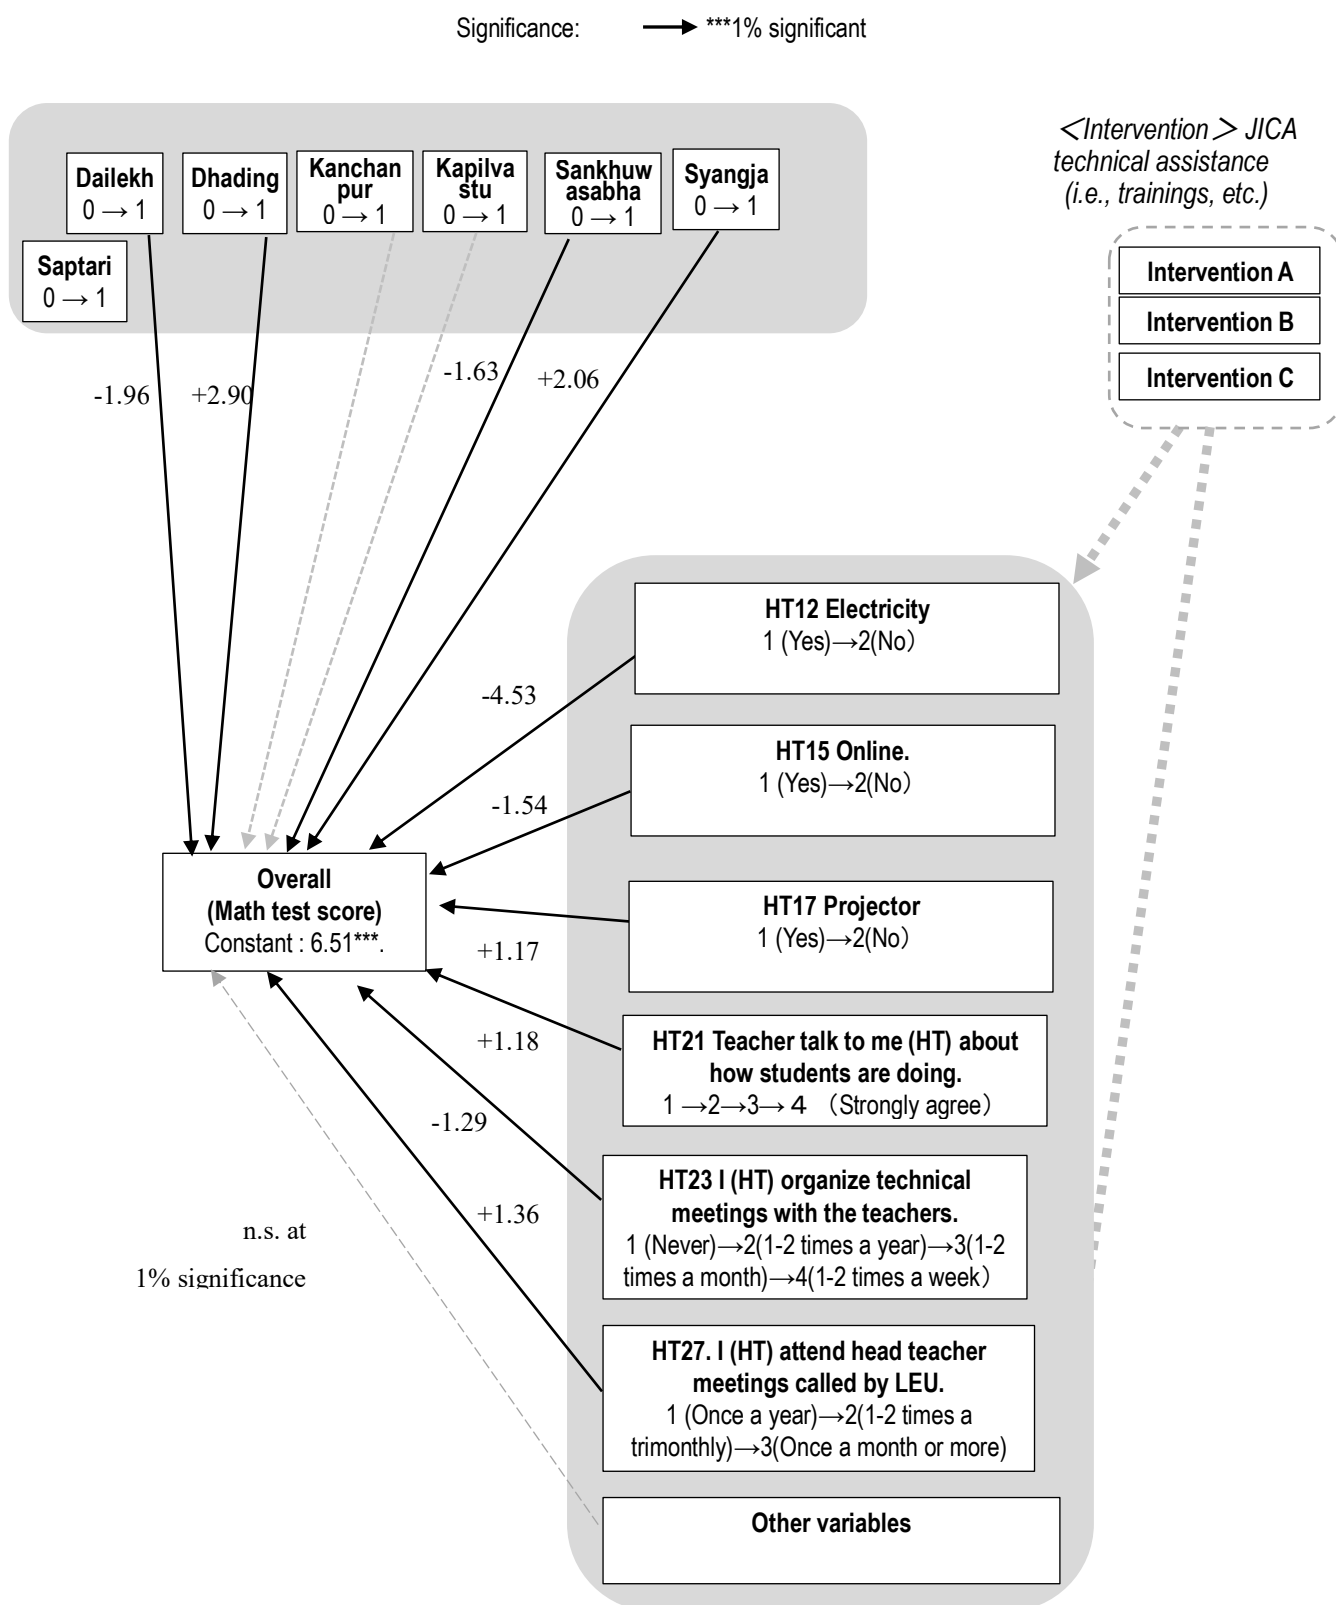 Significance: ***1% significant
＜Intervention＞ JICA
technical assistance
(i.e., trainings, etc.)
Dailekh
0 → 1
Dhading
0 → 1
Kanchan
pur
0 → 1
Kapilva
stu
0 → 1
Sankhuw
asabha
0 → 1
Syangja
0 → 1
Saptari
0 → 1
Intervention A
Intervention B
Intervention C
-1.96
+2.90
-1.63
+2.06
HT12 Electricity
1 (Yes)→2(No）
-4.53
HT15 Online.
1 (Yes)→2(No）
-1.54
Overall
(Math test score)
Constant : 6.51***.
HT17 Projector
1 (Yes)→2(No）
+1.17
HT21 Teacher talk to me (HT) about
how students are doing.
1 →2→3→４ （Strongly agree）
+1.18
-1.29
HT23 I (HT) organize technical
meetings with the teachers.
1 (Never)→2(1-2 times a year)→3(1-2
times a month)→4(1-2 times a week）
+1.36
n.s. at
1% significance
HT27. I (HT) attend head teacher
meetings called by LEU.
1 (Once a year)→2(1-2 times a
trimonthly)→3(Once a month or more)
Other variables